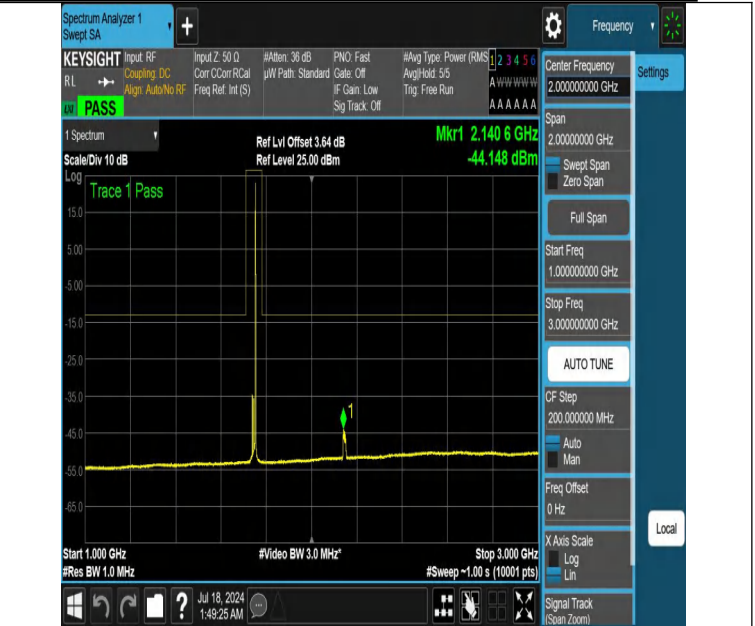 Spectrum Analyzer 1
Swept SA
+
Frequency
KEYSIGHT
RL
PASS
Input: RF
Coupling: DC
Align: Auto/No RF
Input Z: 50 Ω
Corr CCorr RCal
Freq Ref: Int (S)
#Atten: 36 dB
µW Path: Standard
PNO: Fast
Gate: Off
IF Gain: Low
Sig Track: Off
#Avg Type: Power (RMS
Avg|Hold: 5/5
Trig: Free Run
1 2 3 4 5 6
A W W W W W
A A A A A A
1 Spectrum
Scale/Div 10 dB
Log
Ref Lvl Offset 3.64 dB
Ref Level 25.00 dBm
Mkr1 2.140 6 GHz
-44.148 dBm
Trace 1 Pass
15.0
5.00
-5.00
-15.0
-25.0
-35.0
1
-45.0
-55.0
-65.0
Start 1.000 GHz
#Res BW 1.0 MHz
#Video BW 3.0 MHz*
Stop 3.000 GHz
#Sweep ~1.00 s (10001 pts)
Center Frequency
2.00000000 GHz
Settings
Span
2.00000000 GHz
Swept Span
Zero Span
Full Span
Start Freq
1.000000000 GHz
Stop Freq
3.000000000 GHz
AUTO TUNE
CF Step
200.000000 MHz
Auto
Man
Freq Offset
0 Hz
X Axis Scale
Log
Lin
Local
Signal Track
(Span Zoom)
?
Jul 18, 2024
1:49:25 AM